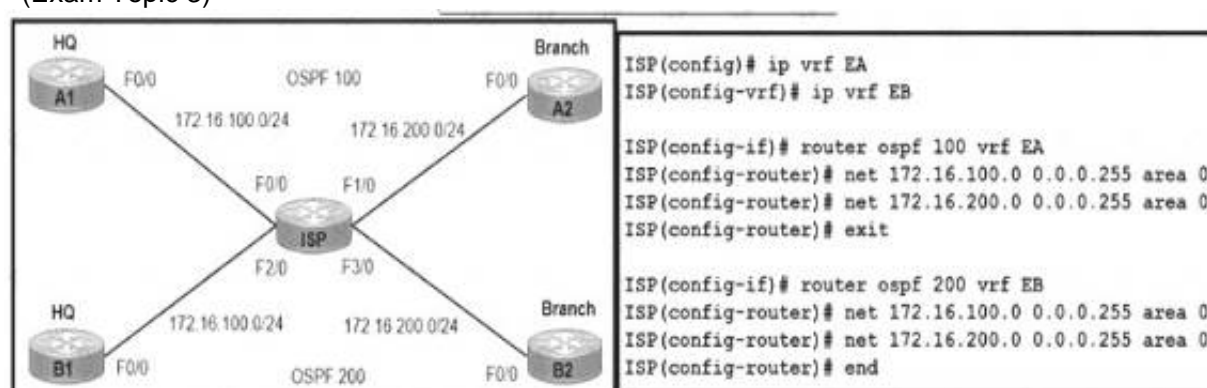 HQ
Branch
F0/0
OSPF 100
F0/0
A1
A2
172.16.100 0/24
172.16.200 0/24
F0/0
F1/0
ISP
F2/0
F3/0
HQ
Branch
172.16.100 0/24
172 16 200 0/24
B1
F0/0
OSPF 200
F0/0
B2
ISP(config)# ip vrf EA
ISP(config-vrf)# ip vrf EB
ISP(config-if)# router ospf 100 vrf EA
ISP(config-router)# net 172.16.100.0 0.0.0.255 area 0
ISP(config-router)# net 172.16.200.0 0.0.0.255 area 0
ISP(config-router)# exit
ISP(config-if)# router ospf 200 vrf EB
ISP(config-router)# net 172.16.100.0 0.0.0.255 area 0
ISP(config-router)# net 172.16.200.0 0.0.0.255 area 0
ISP(config-router)# end